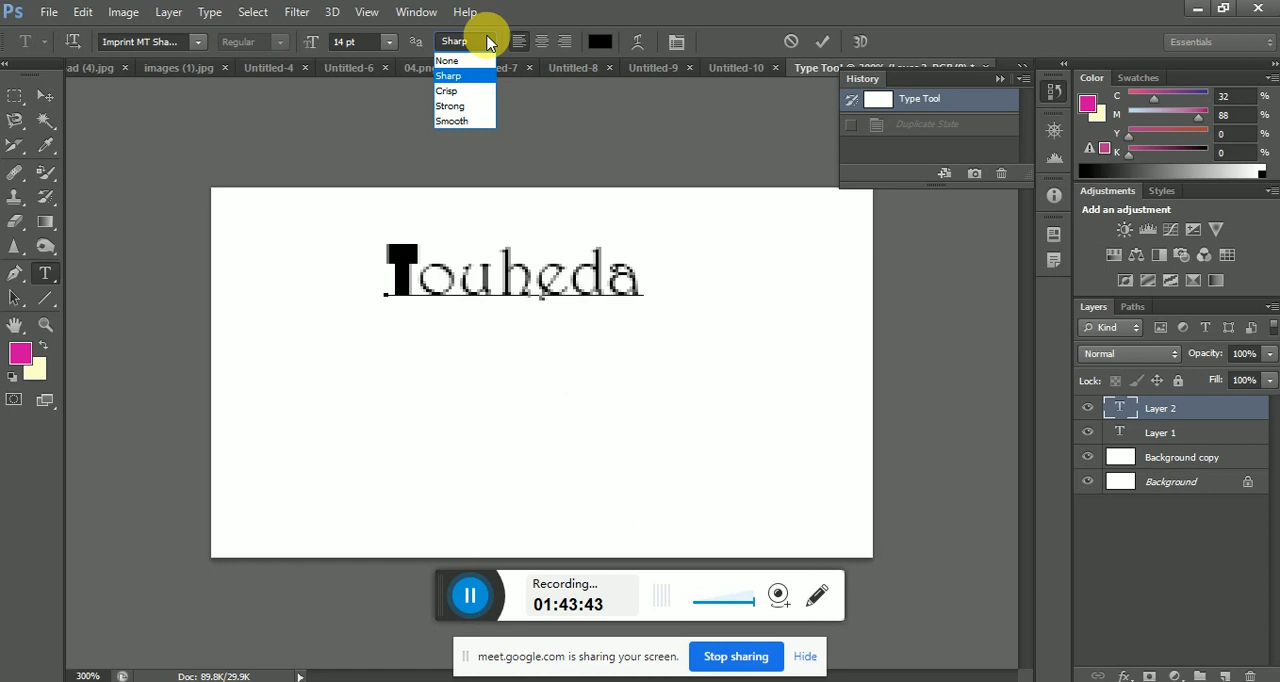 Ps File Edit Image Layer Type Select Filter 3D View Window Help
T Imprint MT Sha... Regular 14 pt aa Sharp 3D Essentials
None
Sharp
Crisp
Strong
Smooth
ad (4).jpg × images (1).jpg × Untitled-4 × Untitled-6 × 04.png -7 × Untitled-8 × Untitled-9 × Untitled-10 ×
History
Type Tool
Duplicate State
Color Swatches
C 32 %
M 88 %
Y 0 %
K 0 %
Adjustments Styles
Add an adjustment
Touheda
Layers Paths
Kind
Normal Opacity: 100%
Lock: Fill: 100%
T Layer 2
T Layer 1
Background copy
Background
Recording...
01:43:43
meet.google.com is sharing your screen. Stop sharing Hide
300% Doc: 89.8K/29.9K
fx